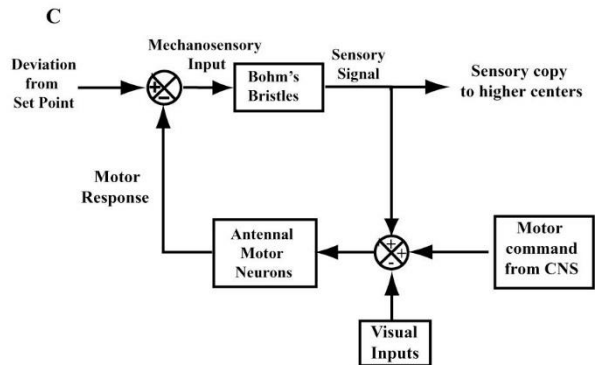 C
Deviation
from
Set Point
Mechanosensory
Input
Bohm's
Bristles
Sensory
Signal
Sensory copy
to higher centers
+
-
Motor
Response
Antennal
Motor
Neurons
+
+
-
Motor
command
from CNS
Visual
Inputs